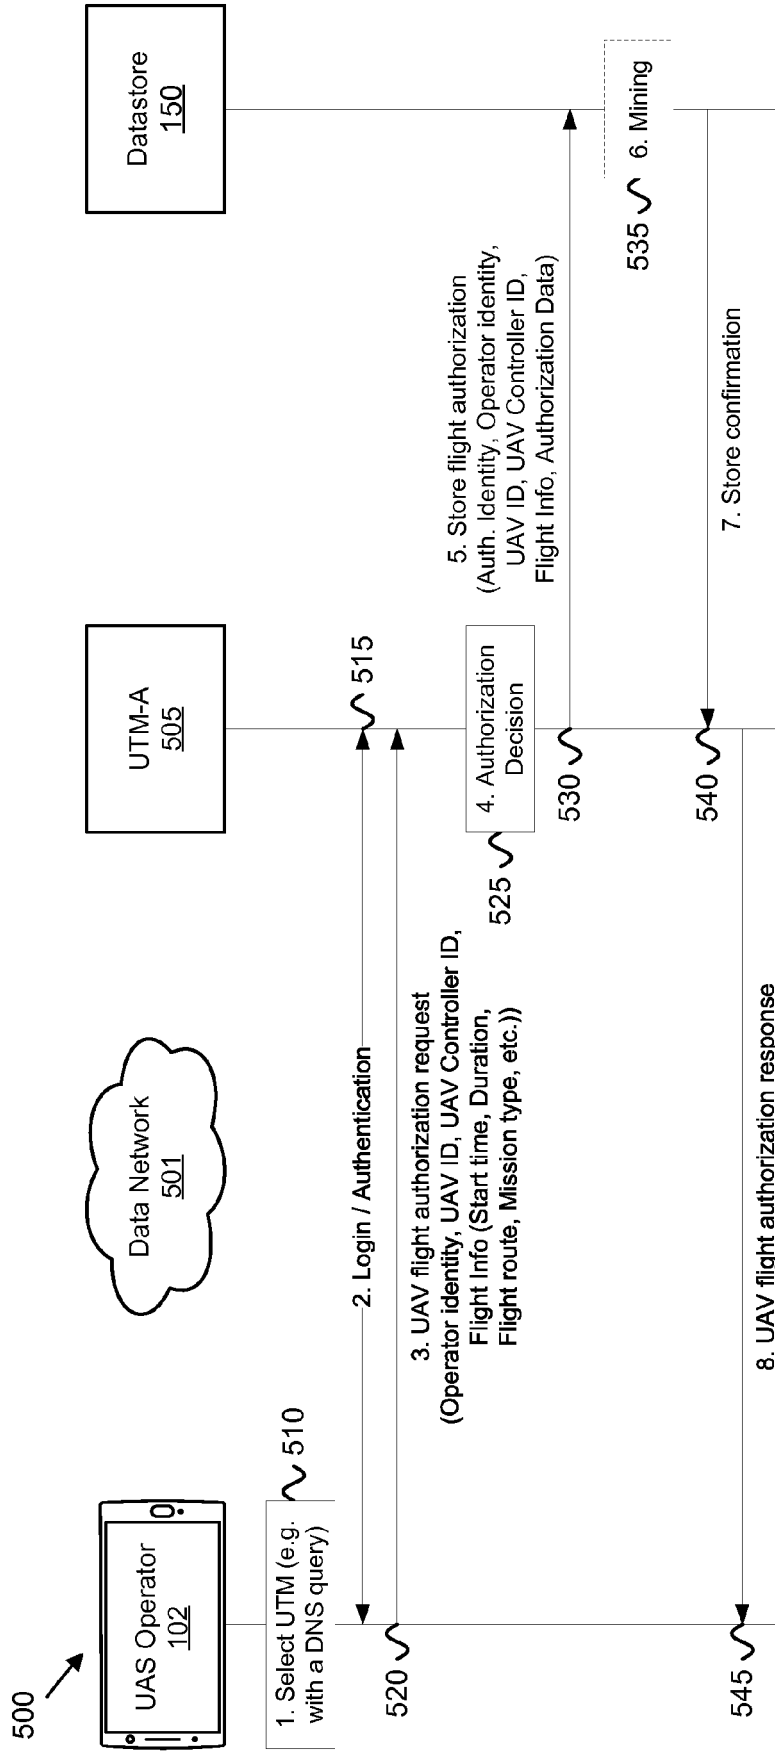 500
UAS Operator
102
Data Network
501
UTM-A
505
Datastore
150
1. Select UTM (e.g.
with a DNS query)
510
2. Login / Authentication
515
3. UAV flight authorization request
(Operator identity, UAV ID, UAV Controller ID,
Flight Info (Start time, Duration,
Flight route, Mission type, etc.))
520
4. Authorization
Decision
525
5. Store flight authorization
(Auth. Identity, Operator identity,
UAV ID, UAV Controller ID,
Flight Info, Authorization Data)
530
6. Mining
535
7. Store confirmation
540
8. UAV flight authorization response
545